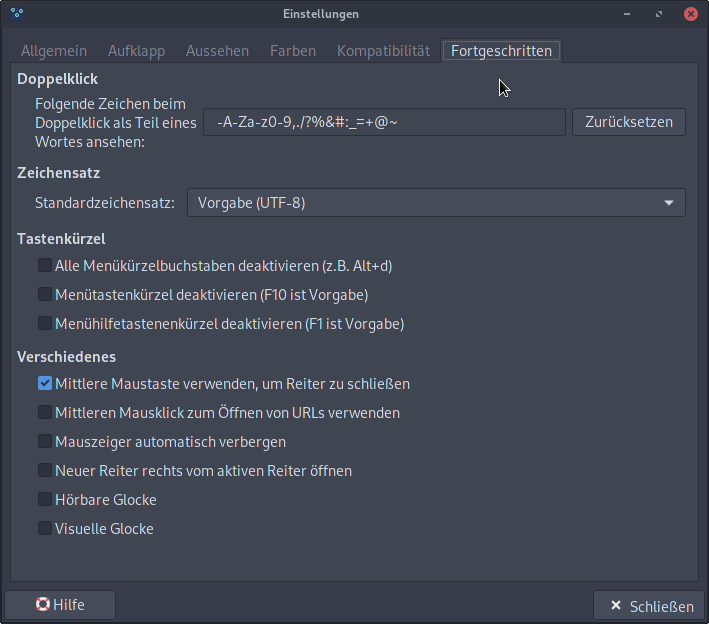 Einstellungen
Allgemein Aufklapp Aussehen Farben Kompatibilität Fortgeschritten
Doppelklick
Folgende Zeichen beim
Doppelklick als Teil eines
Wortes ansehen:
-A-Za-z0-9,./?%&#:_=+@~ Zurücksetzen
Zeichensatz
Standardzeichensatz: Vorgabe (UTF-8)
Tastenkürzel
Alle Menükürzelbuchstaben deaktivieren (z.B. Alt+d)
Menütastenkürzel deaktivieren (F10 ist Vorgabe)
Menühilfetastenenkürzel deaktivieren (F1 ist Vorgabe)
Verschiedenes
Mittlere Maustaste verwenden, um Reiter zu schließen
Mittleren Mausklick zum Öffnen von URLs verwenden
Mauszeiger automatisch verbergen
Neuer Reiter rechts vom aktiven Reiter öffnen
Hörbare Glocke
Visuelle Glocke
Hilfe Schließen